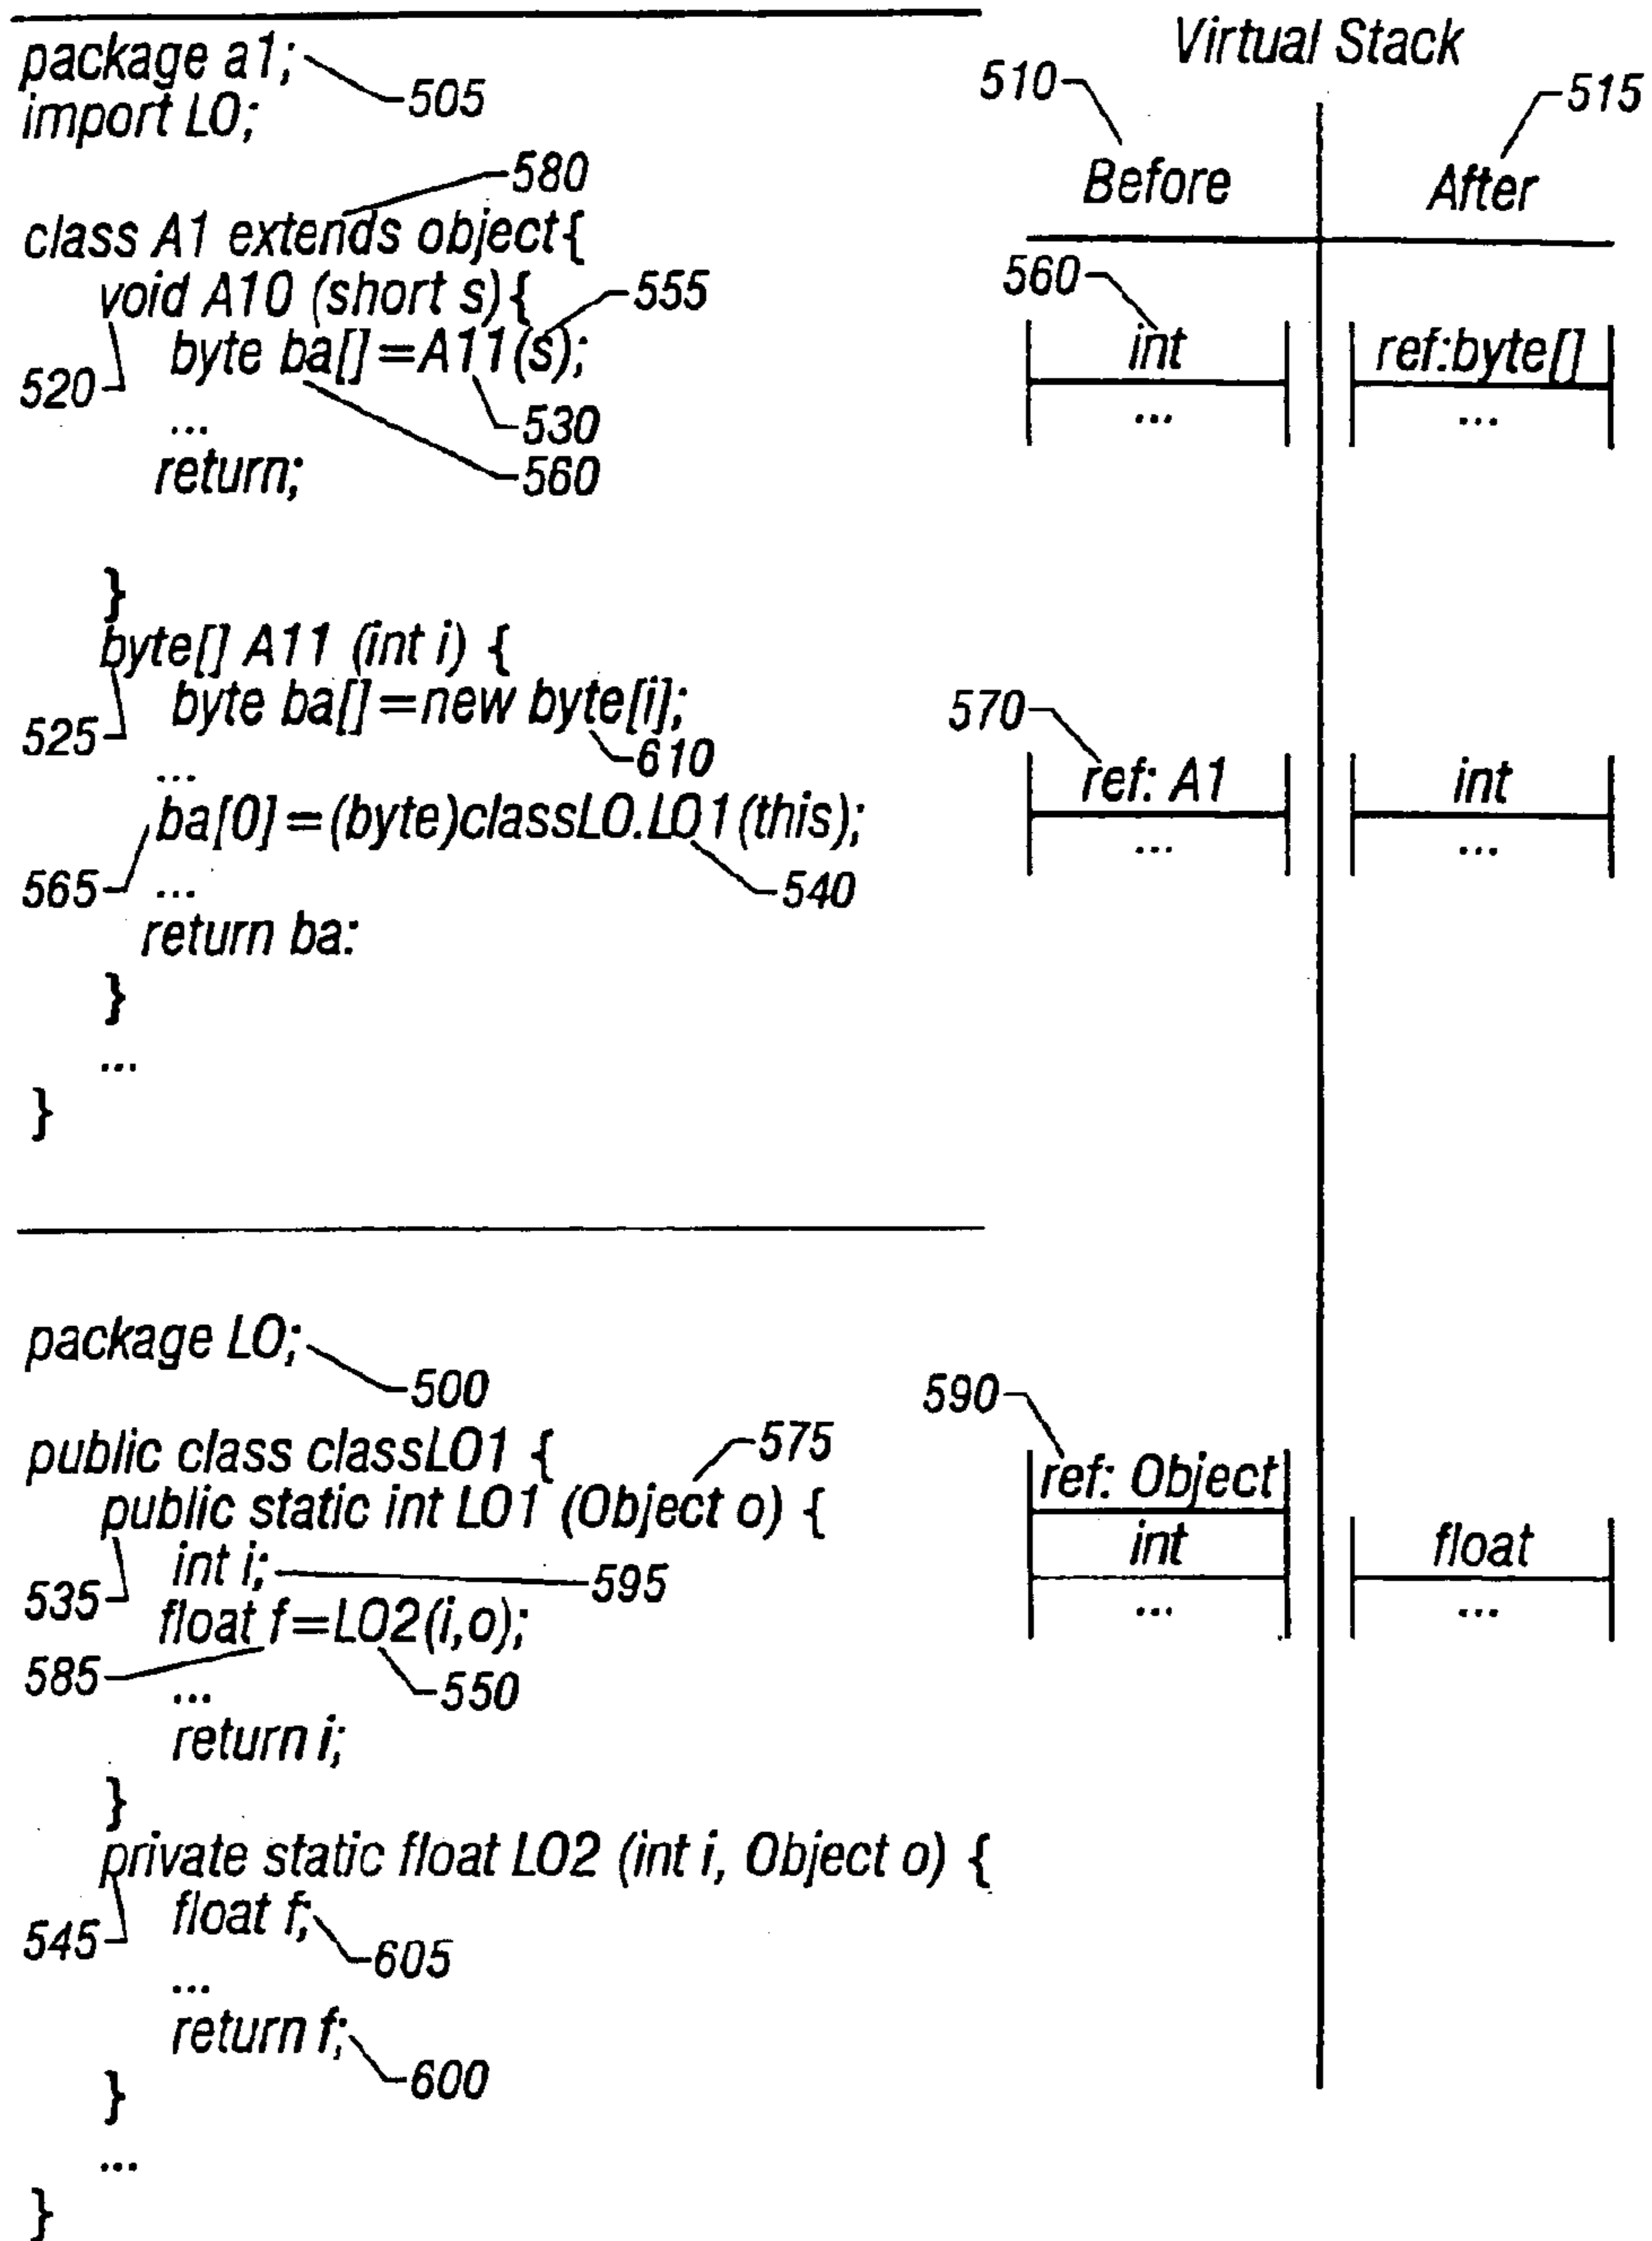 package a1;
505
import LO;
580
class A1 extends object{
void A10 (short s){
555
520
byte ba[]=A11(s);
...
530
return;
560
}
byte[] A11 (int i) {
525
byte ba[]=new byte[i];
610
...
ba[0]=(byte)classLO.LO1(this);
565
...
540
return ba:
}
...
}
package LO;
500
public class classLO1 {
575
public static int LO1 (Object o) {
535
int i;
595
float f=LO2(i,o);
585
...
550
return i;
}
private static float LO2 (int i, Object o) {
545
float f;
605
...
return f;
600
}
...
}
Virtual Stack
510
515
Before
After
560
int
ref:byte[]
...
...
570
ref: A1
int
...
...
590
ref: Object
int
float
...
...